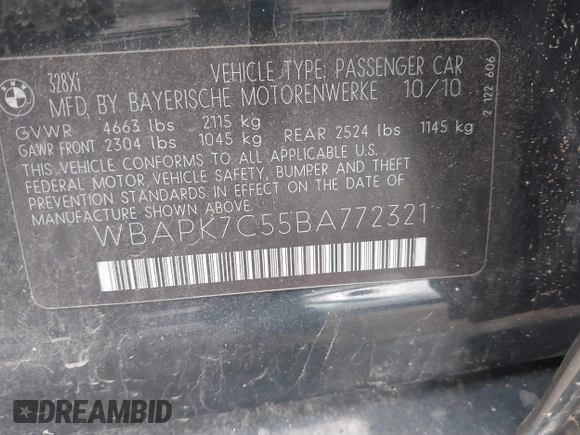 BMW
328Xi
VEHICLE TYPE: PASSENGER CAR
MFD. BY BAYERISCHE MOTORENWERKE 10/10
GVWR 4663 lbs 2115 kg
GAWR FRONT 2304 lbs 1045 kg REAR 2524 lbs 1145 kg
THIS VEHICLE CONFORMS TO ALL APPLICABLE U.S.
FEDERAL MOTOR VEHICLE SAFETY, BUMPER AND THEFT
PREVENTION STANDARDS IN EFFECT ON THE DATE OF
MANUFACTURE SHOWN ABOVE.
WBAPK7C55BA772321
2 122 606
DREAMBID